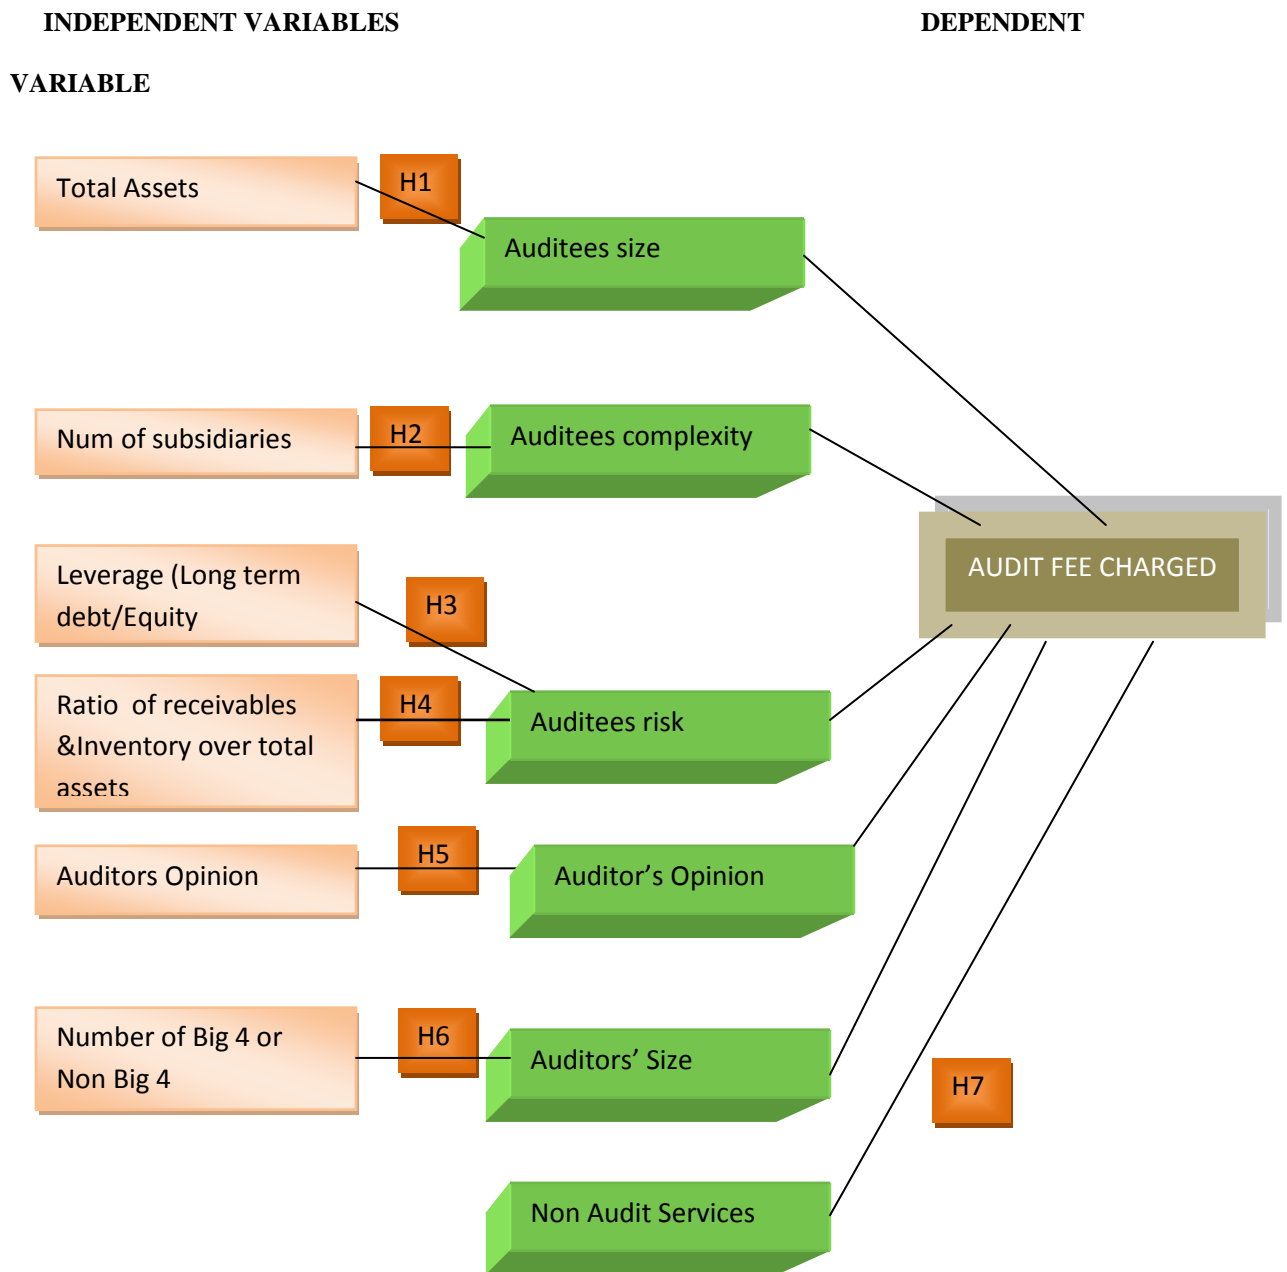 INDEPENDENT VARIABLES DEPENDENT
VARIABLE
Total Assets
H1
Auditees size
Num of subsidiaries
H2
Auditees complexity
Leverage (Long term
debt/Equity
H3
AUDIT FEE CHARGED
Ratio of receivables
&Inventory over total
assets
H4
Auditees risk
Auditors Opinion
H5
Auditor’s Opinion
Number of Big 4 or
Non Big 4
H6
Auditors’ Size
H7
Non Audit Services